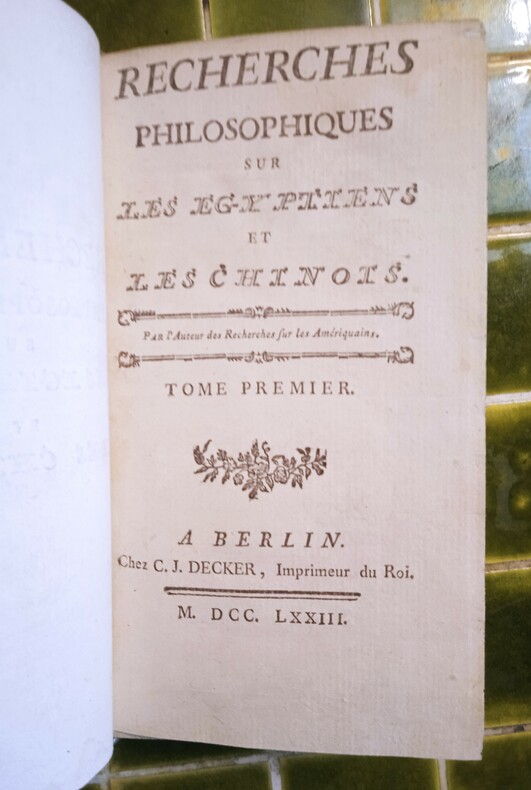 RECHERCHES
PHILOSOPHIQUES
SUR
LES EGYPTIENS
ET
LES CHINOIS.
Par l'Auteur des Recherches sur les Amériquains.
TOME PREMIER.
A BERLIN.
Chez C. J. DECKER, Imprimeur du Roi.
M. DCC. LXXIII.